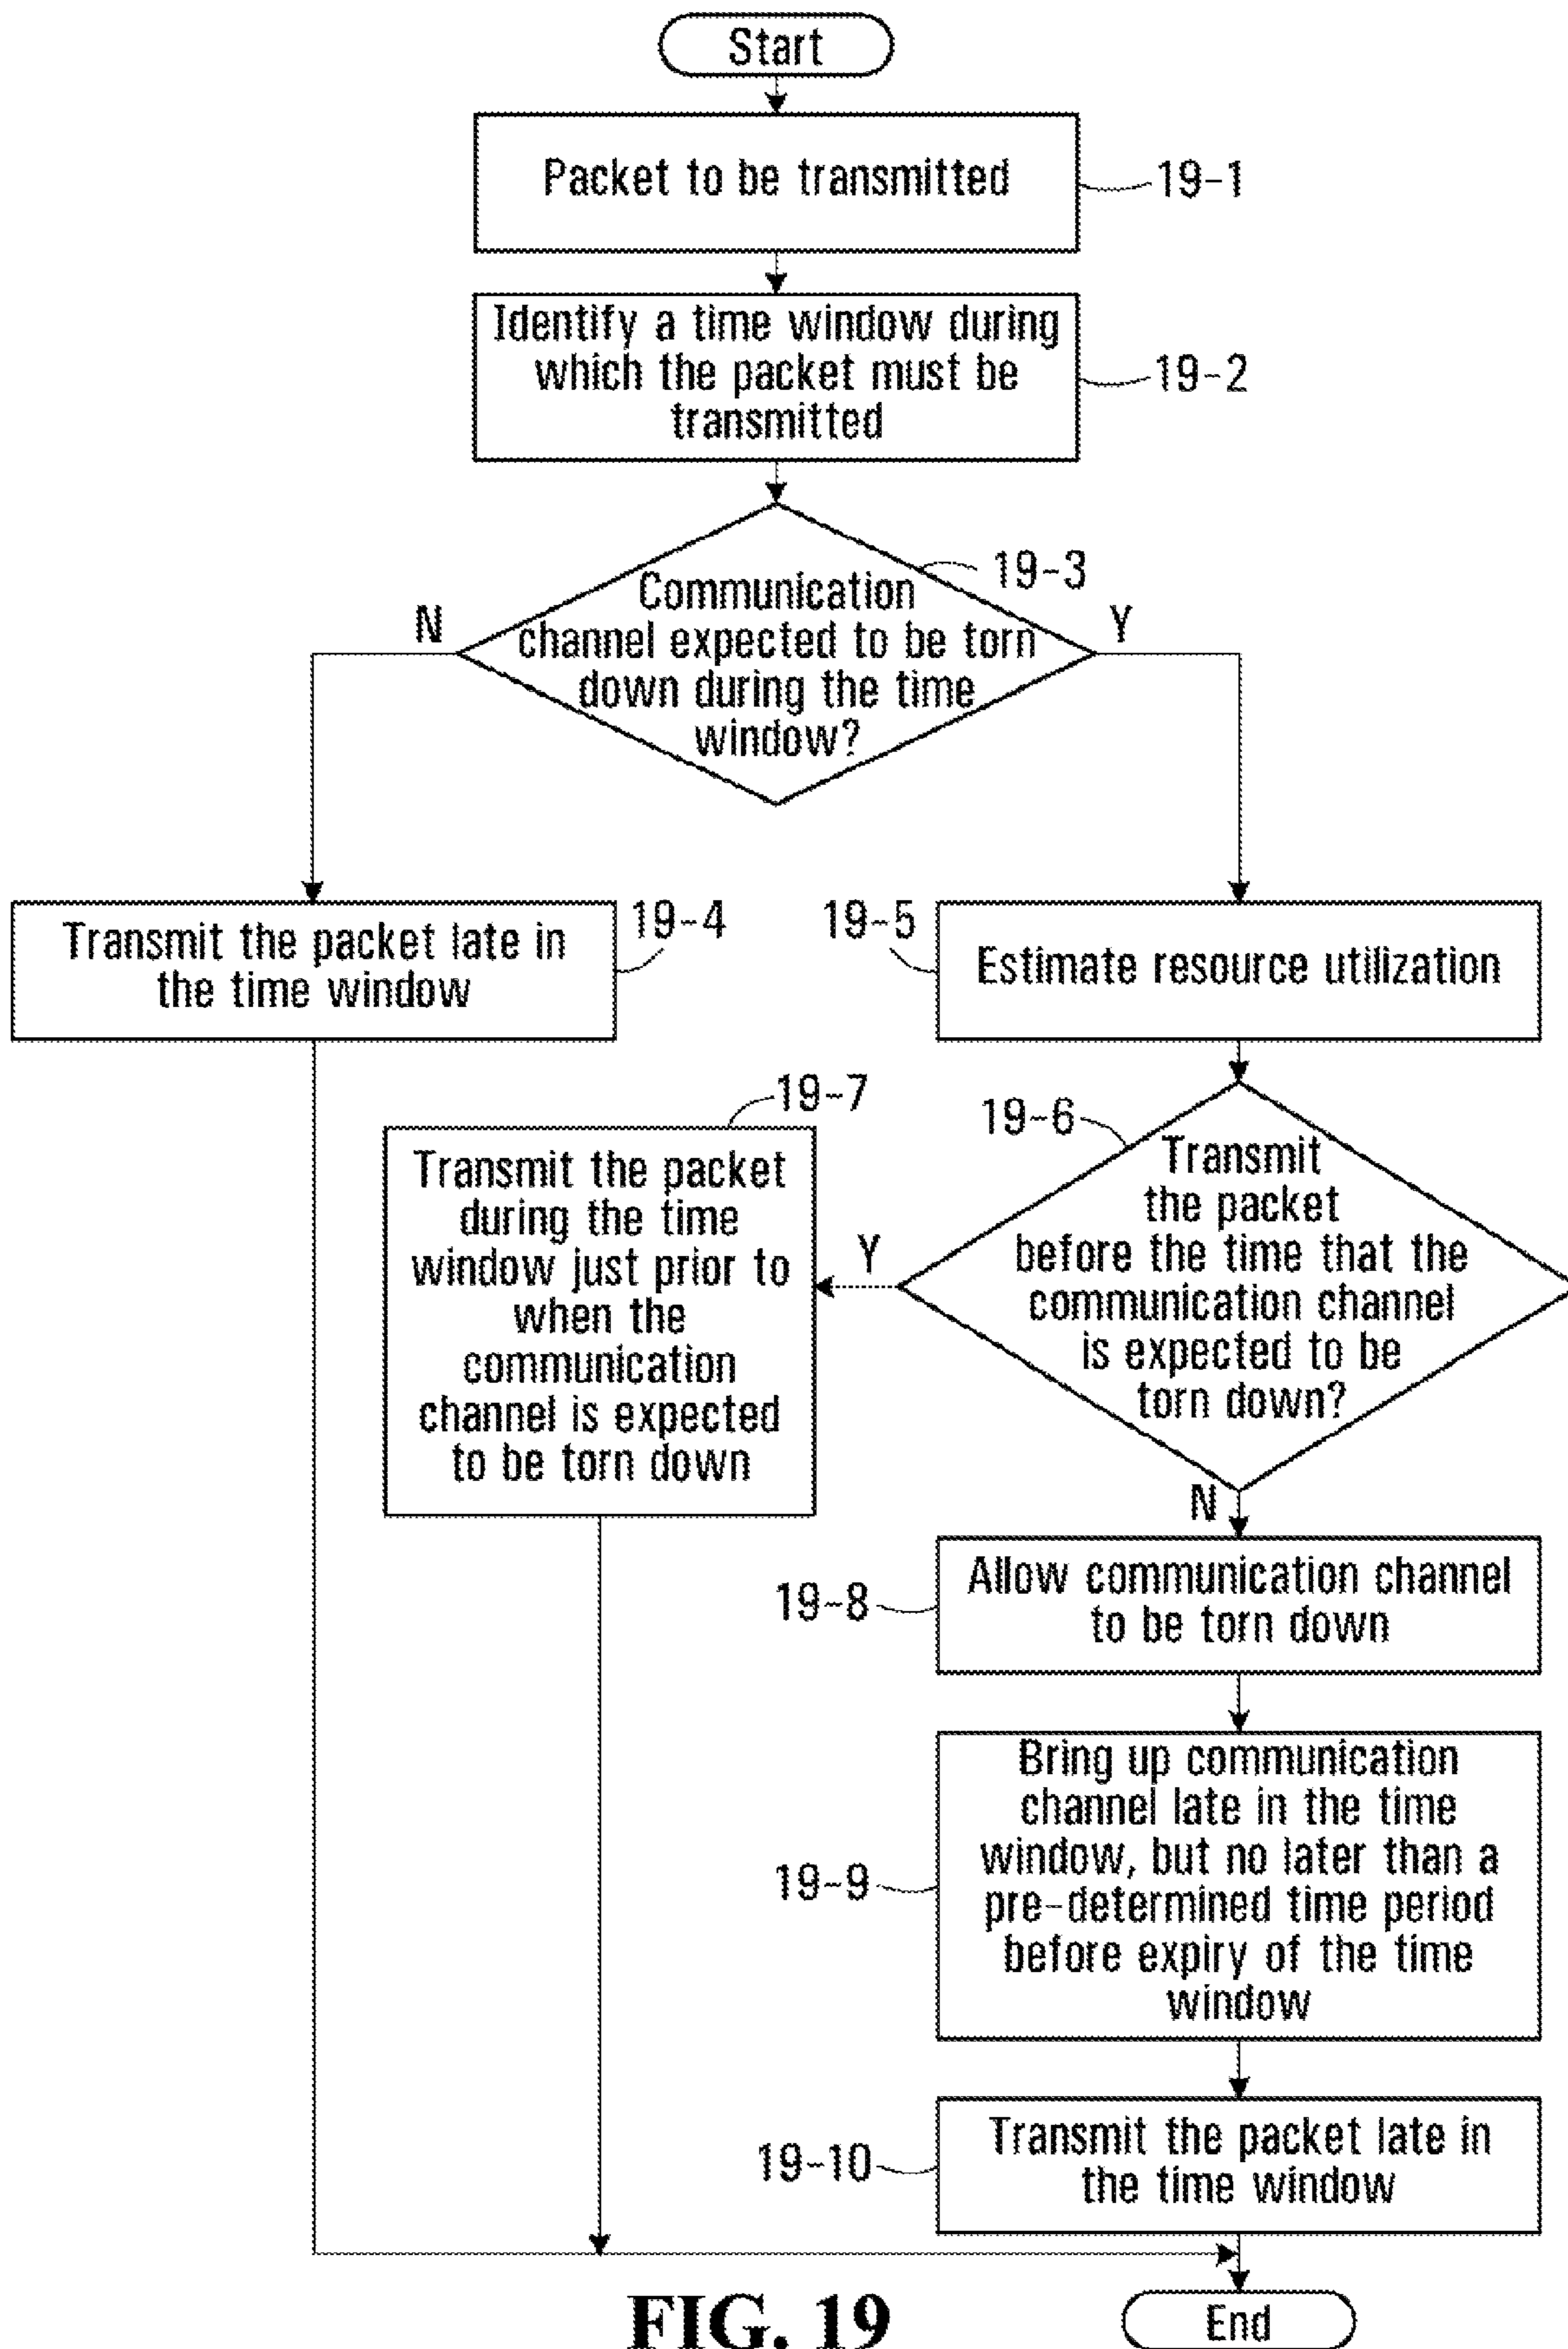 Start
Packet to be transmitted
19-1
Identify a time window during
which the packet must be
transmitted
19-2
19-3
Communication
channel expected to be torn
down during the time
window?
N
Y
Transmit the packet late in
the time window
19-4
19-5
Estimate resource utilization
19-6
Transmit
the packet
before the time that the
communication channel
is expected to be
torn down?
Y
19-7
Transmit the packet
during the time
window just prior to
when the
communication
channel is expected
to be torn down
N
Allow communication channel
to be torn down
19-8
Bring up communication
channel late in the time
window, but no later than a
pre-determined time period
before expiry of the time
window
19-9
Transmit the packet late in
the time window
19-10
End
FIG. 19